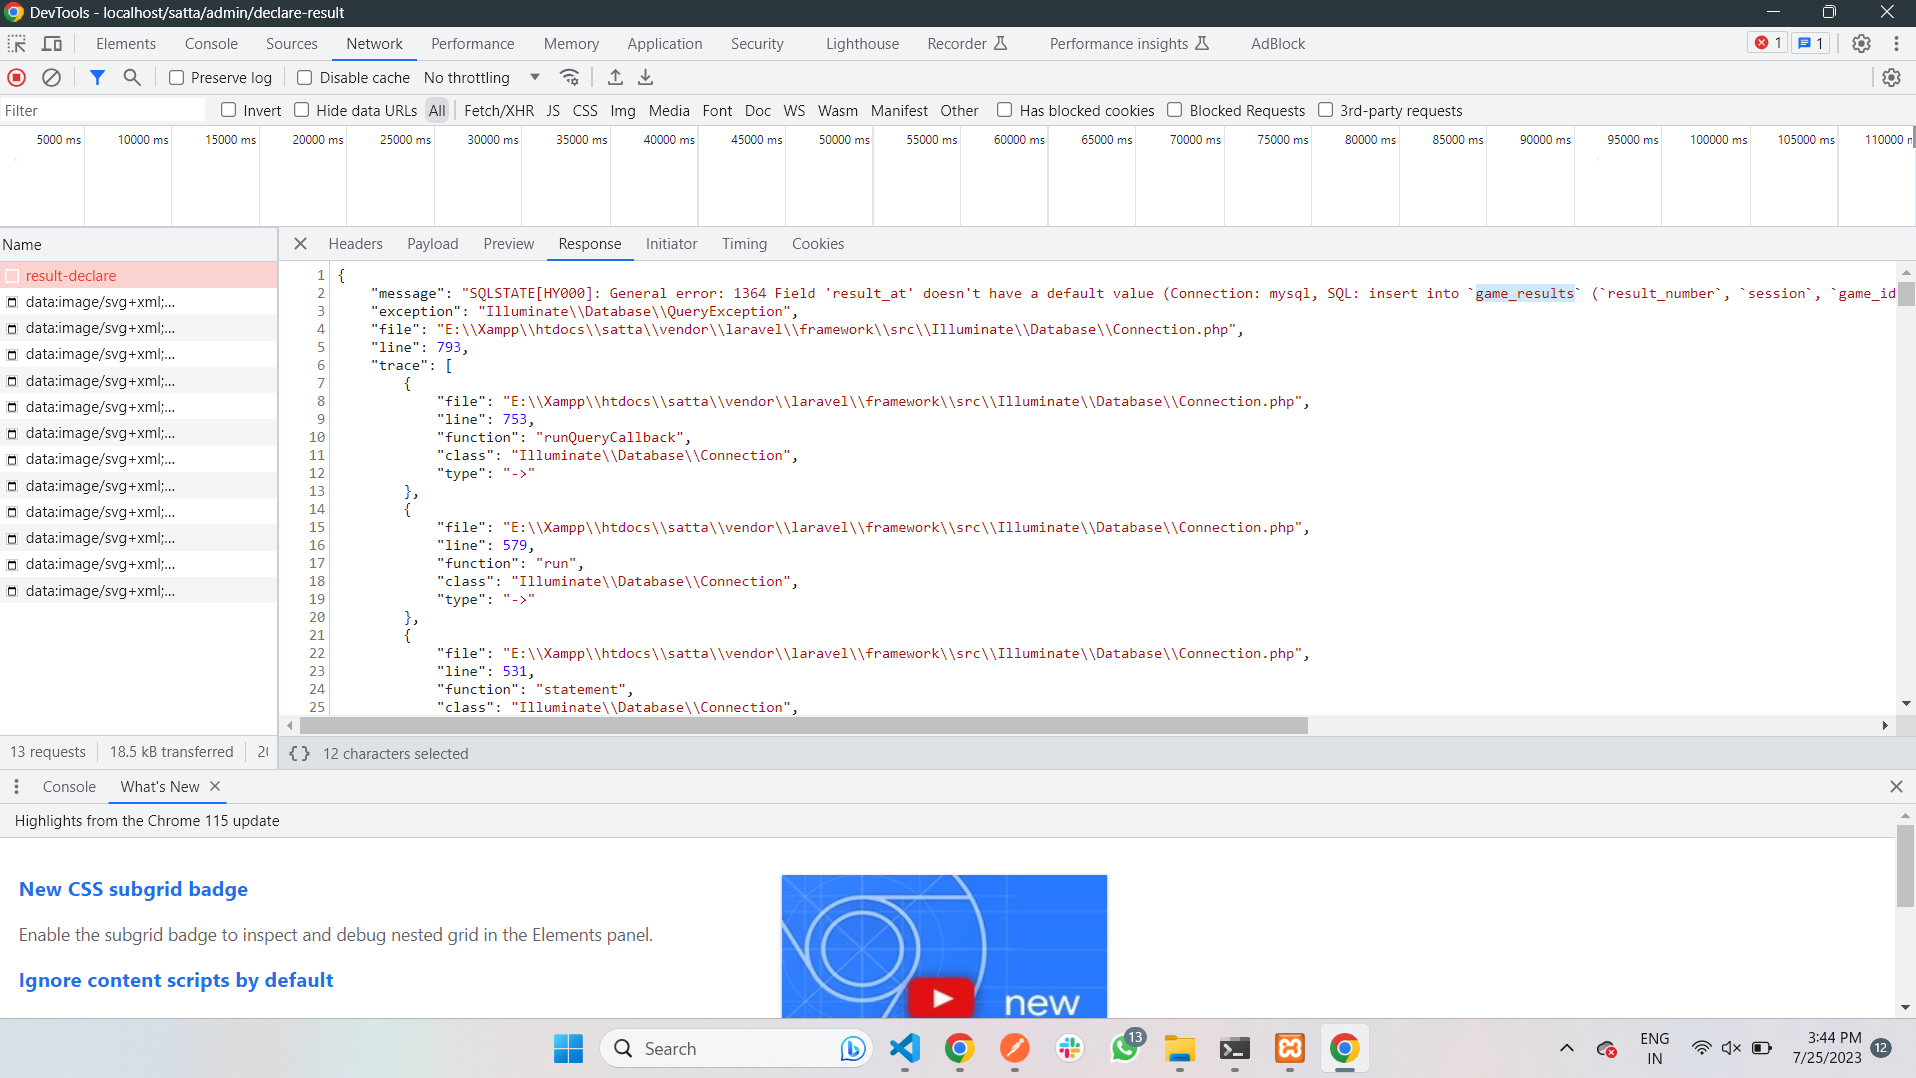 DevTools - localhost/satta/admin/declare-result
Elements Console Sources Network Performance Memory Application Security Lighthouse Recorder Performance insights AdBlock 1 1
Preserve log Disable cache No throttling
Filter Invert Hide data URLs All Fetch/XHR JS CSS Img Media Font Doc WS Wasm Manifest Other Has blocked cookies Blocked Requests 3rd-party requests
5000 ms 10000 ms 15000 ms 20000 ms 25000 ms 30000 ms 35000 ms 40000 ms 45000 ms 50000 ms 55000 ms 60000 ms 65000 ms 70000 ms 75000 ms 80000 ms 85000 ms 90000 ms 95000 ms 100000 ms 105000 ms 110000 m
Name
result-declare
data:image/svg+xml;...
data:image/svg+xml;...
data:image/svg+xml;...
data:image/svg+xml;...
data:image/svg+xml;...
data:image/svg+xml;...
data:image/svg+xml;...
data:image/svg+xml;...
data:image/svg+xml;...
data:image/svg+xml;...
data:image/svg+xml;...
data:image/svg+xml;...
13 requests 18.5 kB transferred 20
Headers Payload Preview Response Initiator Timing Cookies
1 {
2 "message": "SQLSTATE[HY000]: General error: 1364 Field 'result_at' doesn't have a default value (Connection: mysql, SQL: insert into `game_results` (`result_number`, `session`, `game_id
3 "exception": "Illuminate\\Database\\QueryException",
4 "file": "E:\\Xampp\\htdocs\\satta\\vendor\\laravel\\framework\\src\\Illuminate\\Database\\Connection.php",
5 "line": 793,
6 "trace": [
7 {
8 "file": "E:\\Xampp\\htdocs\\satta\\vendor\\laravel\\framework\\src\\Illuminate\\Database\\Connection.php",
9 "line": 753,
10 "function": "runQueryCallback",
11 "class": "Illuminate\\Database\\Connection",
12 "type": "->"
13 },
14 {
15 "file": "E:\\Xampp\\htdocs\\satta\\vendor\\laravel\\framework\\src\\Illuminate\\Database\\Connection.php",
16 "line": 579,
17 "function": "run",
18 "class": "Illuminate\\Database\\Connection",
19 "type": "->"
20 },
21 {
22 "file": "E:\\Xampp\\htdocs\\satta\\vendor\\laravel\\framework\\src\\Illuminate\\Database\\Connection.php",
23 "line": 531,
24 "function": "statement",
25 "class": "Illuminate\\Database\\Connection",
{} 12 characters selected
Console What's New
Highlights from the Chrome 115 update
New CSS subgrid badge
Enable the subgrid badge to inspect and debug nested grid in the Elements panel.
Ignore content scripts by default
new
Search
13
ENG
IN
3:44 PM
7/25/2023
12